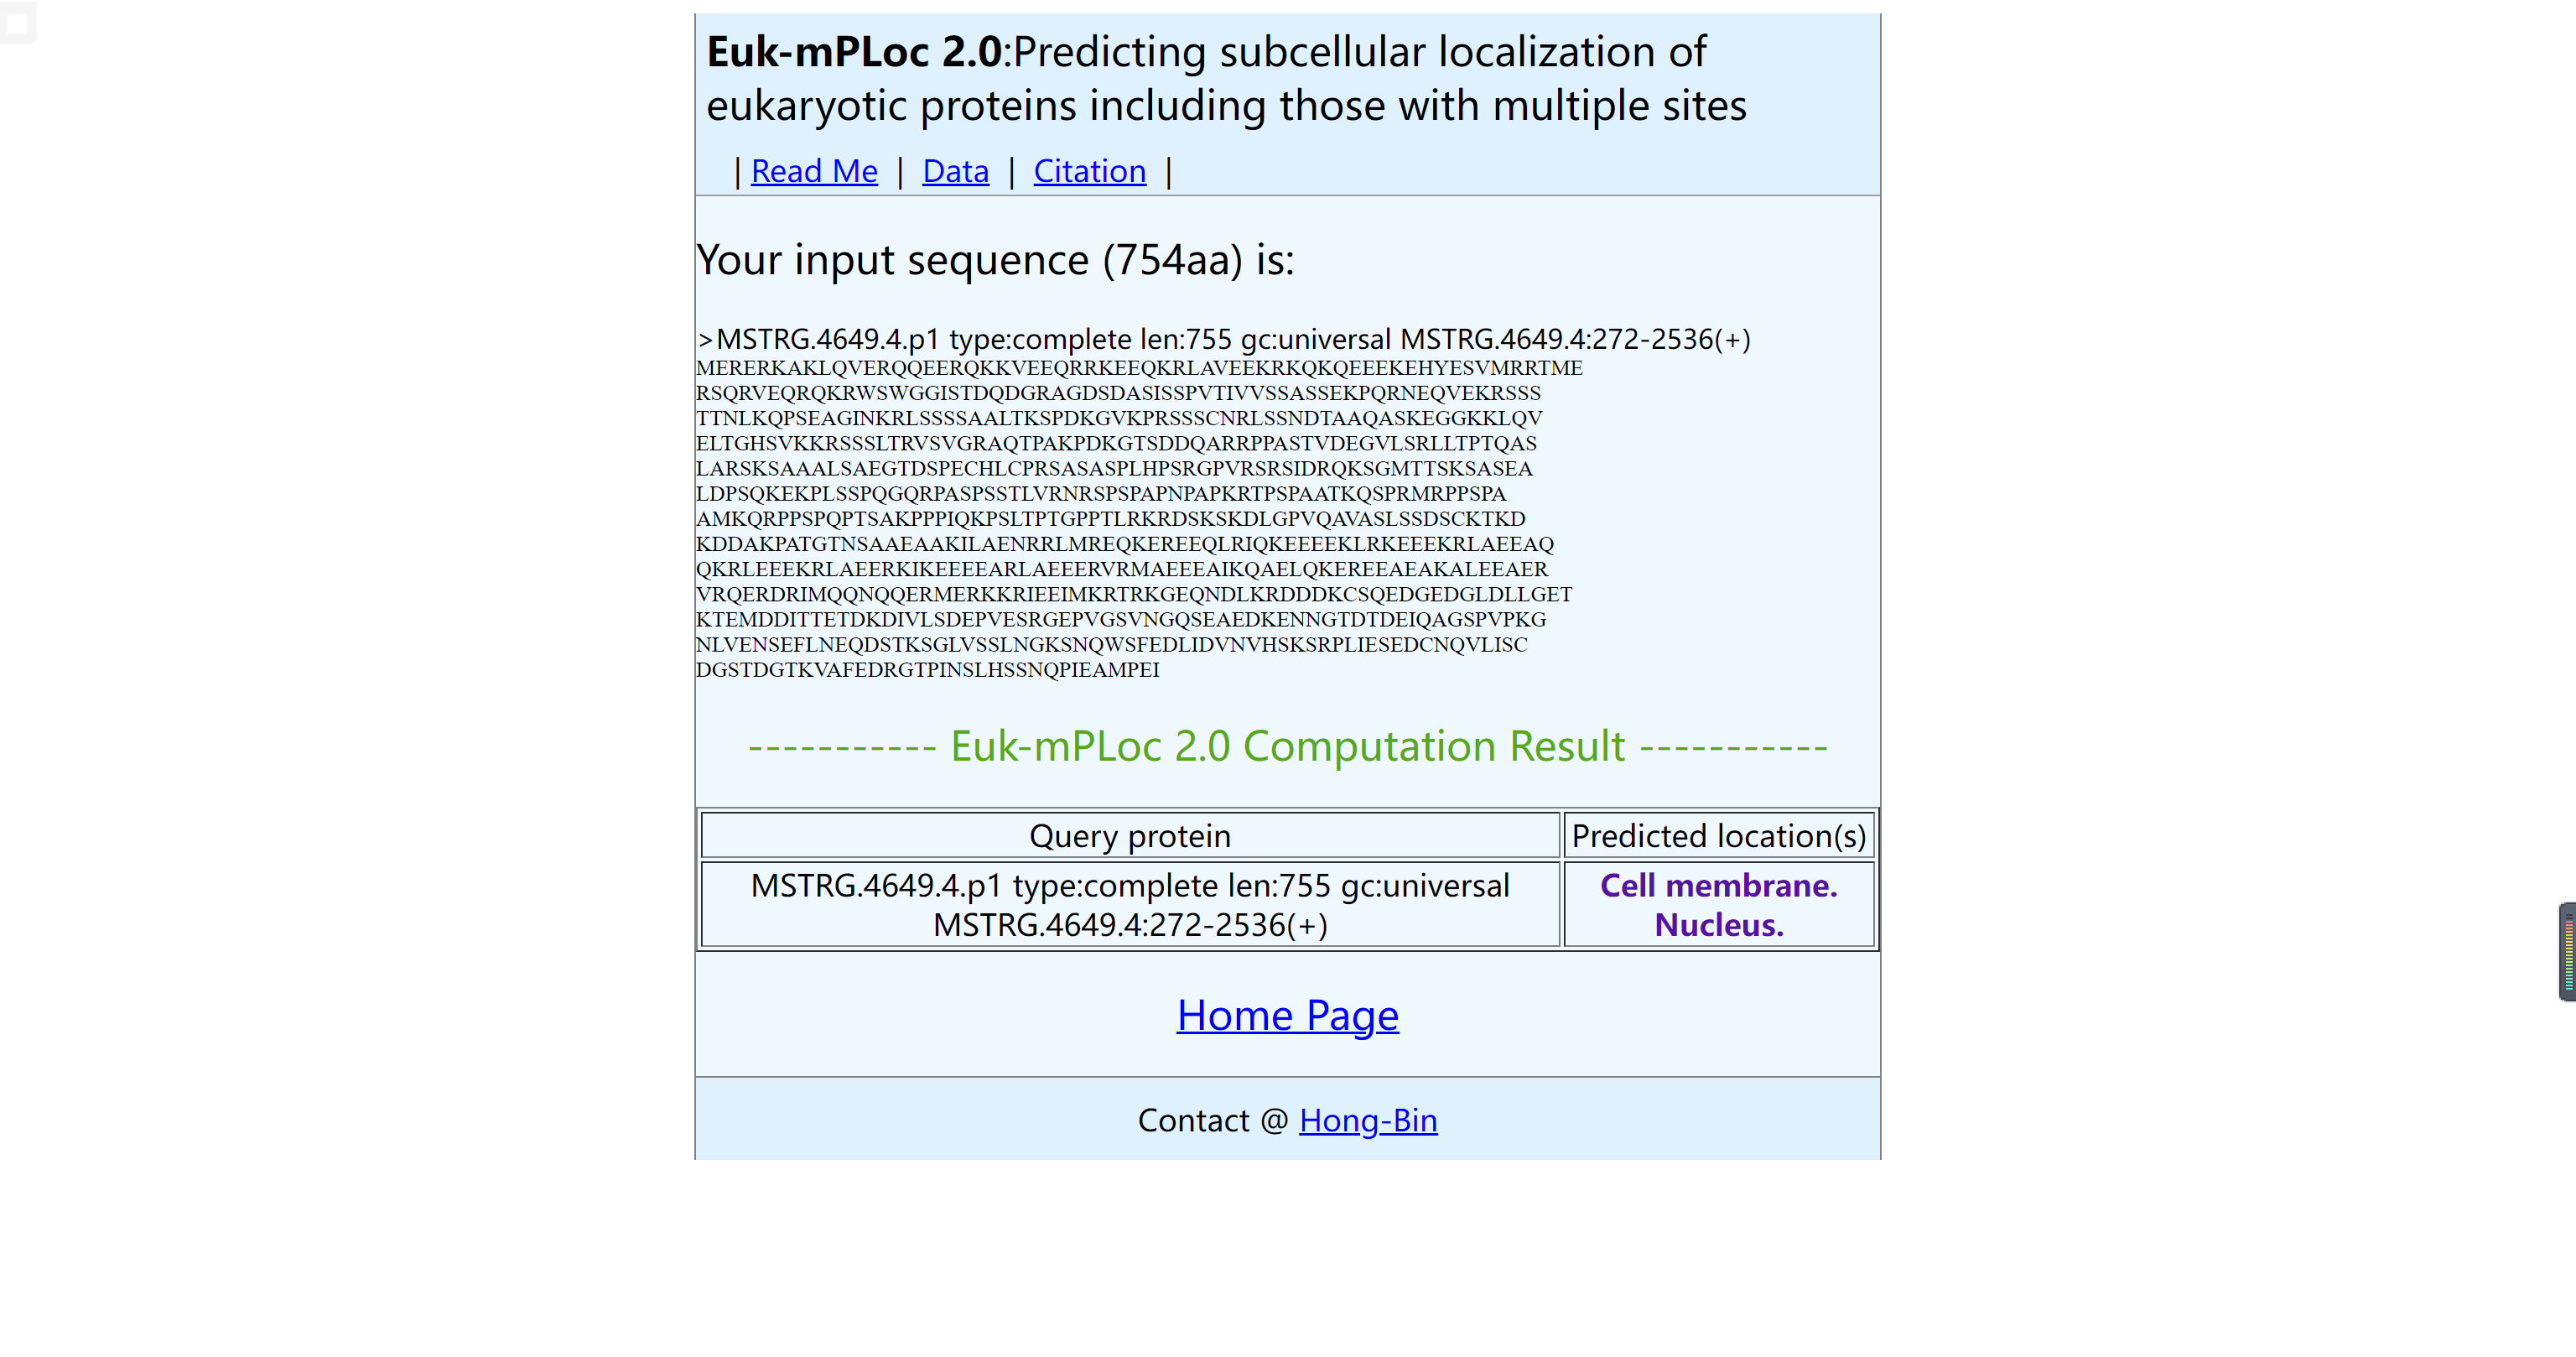 Euk-mPLoc 2.0:Predicting subcellular localization of
eukaryotic proteins including those with multiple sites
| Read Me | Data | Citation |
Your input sequence (754aa) is:
>MSTRG.4649.4.p1 type:complete len:755 gc:universal MSTRG.4649.4:272-2536(+)
MERERKAKLQVERQQEERQKKVEEQRRKEEQKRLAVEEKRKQKQEEEKEHYESVMRRTME
RSQRVEQRQKRWSWGGISTDQDGRAGDSDASISSPVTIVVSSASSEKPQRNEQVEKRSSS
TTNLKQPSEAGINKRLSSSSAALTKSPDKGVKPRSSSCNRLSSNDTAAQASKEGGKKLQV
ELTGHSVKKRSSSLTRVSVGRAQTPAKPDKGTSDDQARRPPASTVDEGVLSRLLTPTQAS
LARSKSAAALSAEGTDSPECHLCPRSASASPLHPSRGPVRSRSIDRQKSGMTTSKSASEA
LDPSQKEKPLSSPQGQRPASPSSTLVRNRSPSPAPNPAPKRTPSPAATKQSPRMRPPSPA
AMKQRPPSPQPTSAKPPPIQKPSLTPTGPPTLRKRDSKSKDLGPVQAVASLSSDSCKTKD
KDDAKPATGTNSAAEAAKILAENRRLMREQKEREEQLRIQKEEEEKLRKEEEKRLAEEAQ
QKRLEEEKRLAEERKIKEEEEARLAEEERVRMAEEEAIKQAELQKEREEAEAKALEEAER
VRQERDRIMQQNQQERMERKKRIEEIMKRTRKGEQNDLKRDDDKCSQEDGEDGLDLLGET
KTEMDDITTETDKDIVLSDEPVESRGEPVGSVNGQSEAEDKENNGTDTDEIQAGSPVPKG
NLVENSEFLNEQDSTKSGLVSSLNGKSNQWSFEDLIDVNVHSKSRPLIESEDCNQVLISC
DGSTDGTKVAFEDRGTPINSLHSSNQPIEAMPEI
----------- Euk-mPLoc 2.0 Computation Result -----------
Query protein
Predicted location(s)
MSTRG.4649.4.p1 type:complete len:755 gc:universal
MSTRG.4649.4:272-2536(+)
Cell membrane.
Nucleus.
Home Page
Contact @ Hong-Bin